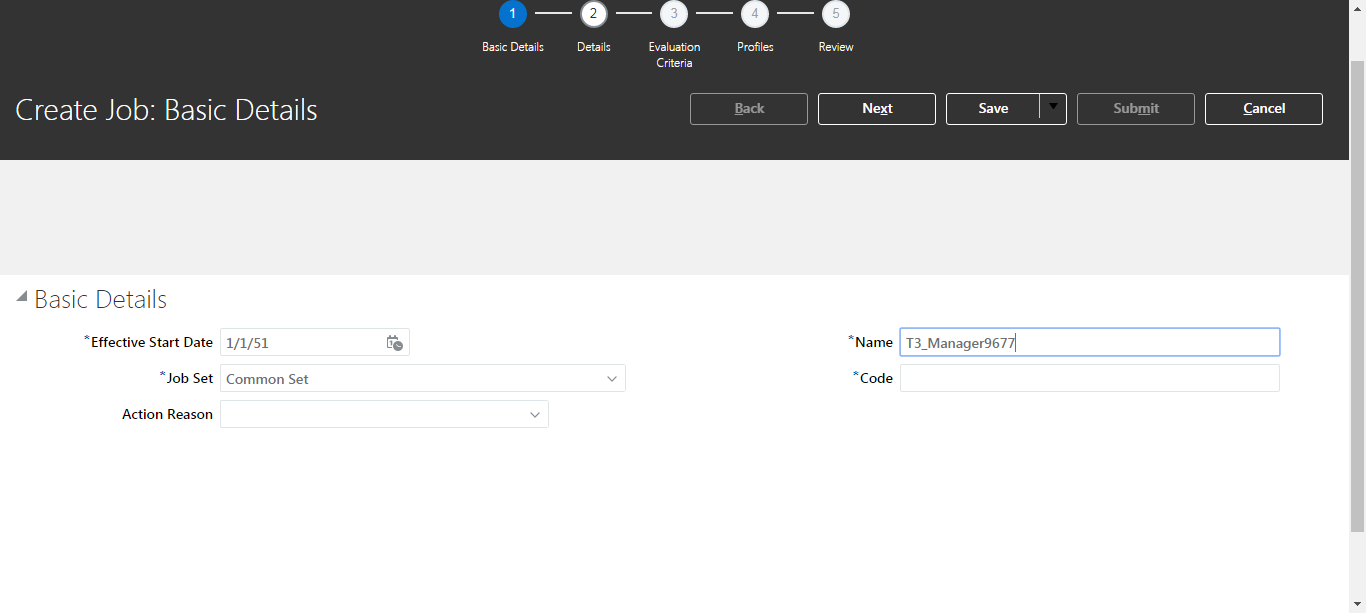 1 2 3 4 5
Basic Details Details Evaluation Criteria Profiles Review
Create Job: Basic Details
Back Next Save Submit Cancel
Basic Details
*Effective Start Date 1/1/51
*Name T3_Manager9677
*Job Set Common Set
*Code
Action Reason